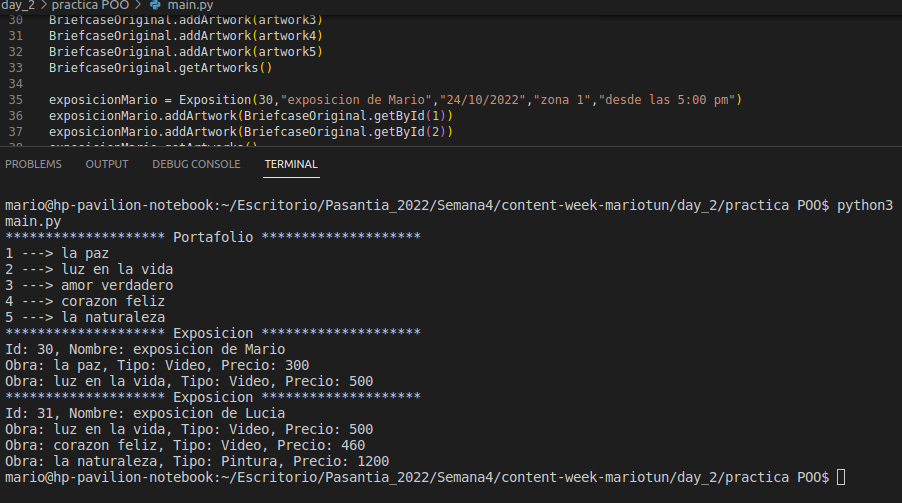 day_2 > practica POO > main.py
30 BriefcaseOriginal.addArtwork(artwork3)
31 BriefcaseOriginal.addArtwork(artwork4)
32 BriefcaseOriginal.addArtwork(artwork5)
33 BriefcaseOriginal.getArtworks()
34
35 exposicionMario = Exposition(30,"exposicion de Mario","24/10/2022","zona 1","desde las 5:00 pm")
36 exposicionMario.addArtwork(BriefcaseOriginal.getById(1))
37 exposicionMario.addArtwork(BriefcaseOriginal.getById(2))
38 exposicionMario.getArtworks()
PROBLEMS OUTPUT DEBUG CONSOLE TERMINAL
mario@hp-pavilion-notebook:~/Escritorio/Pasantia_2022/Semana4/content-week-mariotun/day_2/practica POO$ python3
main.py
******************** Portafolio ********************
1 ---> la paz
2 ---> luz en la vida
3 ---> amor verdadero
4 ---> corazon feliz
5 ---> la naturaleza
******************** Exposicion ********************
Id: 30, Nombre: exposicion de Mario
Obra: la paz, Tipo: Video, Precio: 300
Obra: luz en la vida, Tipo: Video, Precio: 500
******************** Exposicion ********************
Id: 31, Nombre: exposicion de Lucia
Obra: luz en la vida, Tipo: Video, Precio: 500
Obra: corazon feliz, Tipo: Video, Precio: 460
Obra: la naturaleza, Tipo: Pintura, Precio: 1200
mario@hp-pavilion-notebook:~/Escritorio/Pasantia_2022/Semana4/content-week-mariotun/day_2/practica POO$